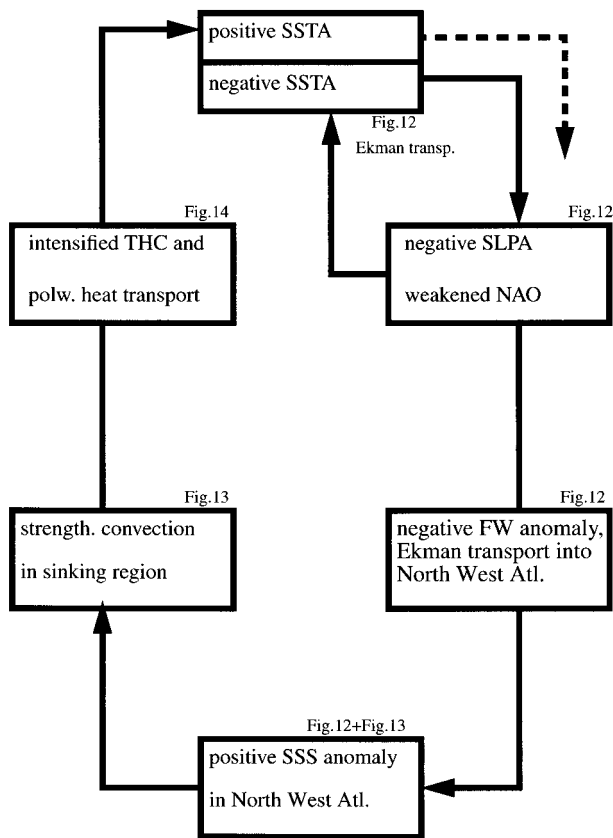 positive SSTA
negative SSTA
Fig.12
Ekman transp.
Fig.14
intensified THC and
polw. heat transport
Fig.12
negative SLPA
weakened NAO
Fig.13
strength. convection
in sinking region
Fig.12
negative FW anomaly,
Ekman transport into
North West Atl.
Fig.12+Fig.13
positive SSS anomaly
in North West Atl.